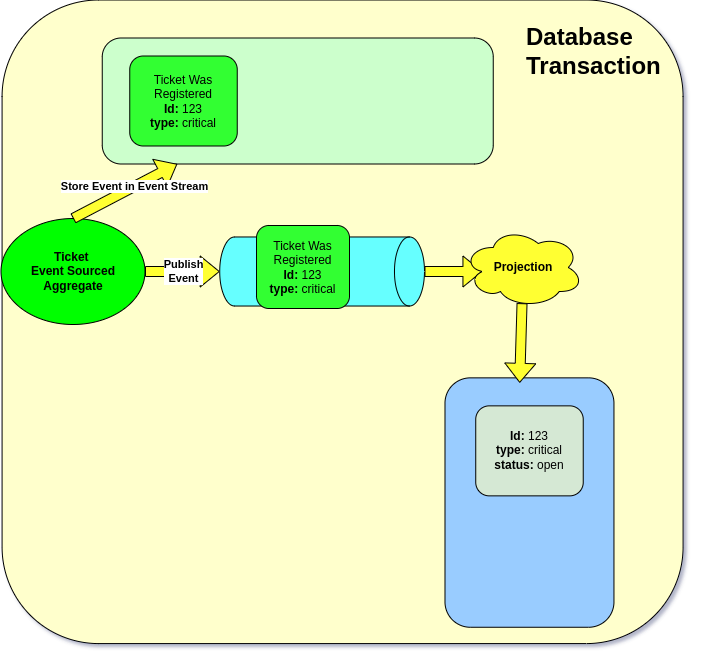 Database
Transaction
Ticket Was
Registered
Id: 123
type: critical
Store Event in Event Stream
Ticket
Event Sourced
Aggregate
Publish
Event
Ticket Was
Registered
Id: 123
type: critical
Projection
Id: 123
type: critical
status: open